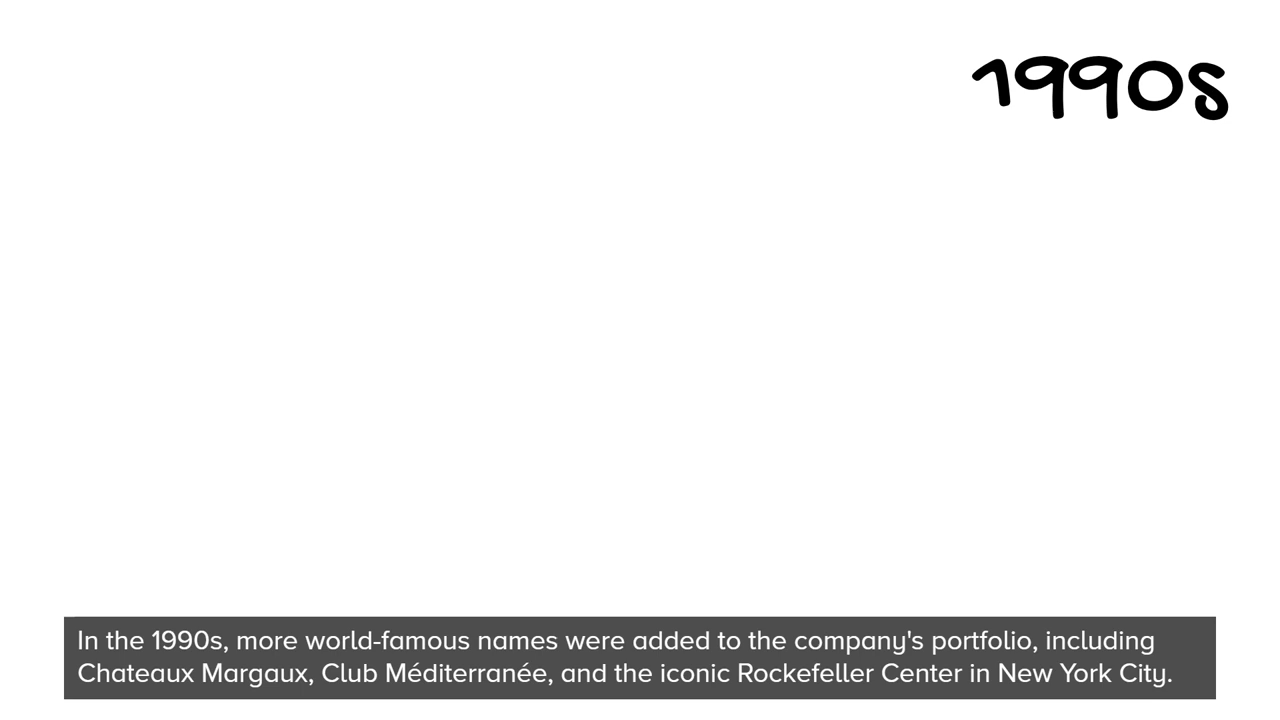 1990s
In the 1990s, more world-famous names were added to the company's portfolio, including
Chateaux Margaux, Club Méditerranée, and the iconic Rockefeller Center in New York City.